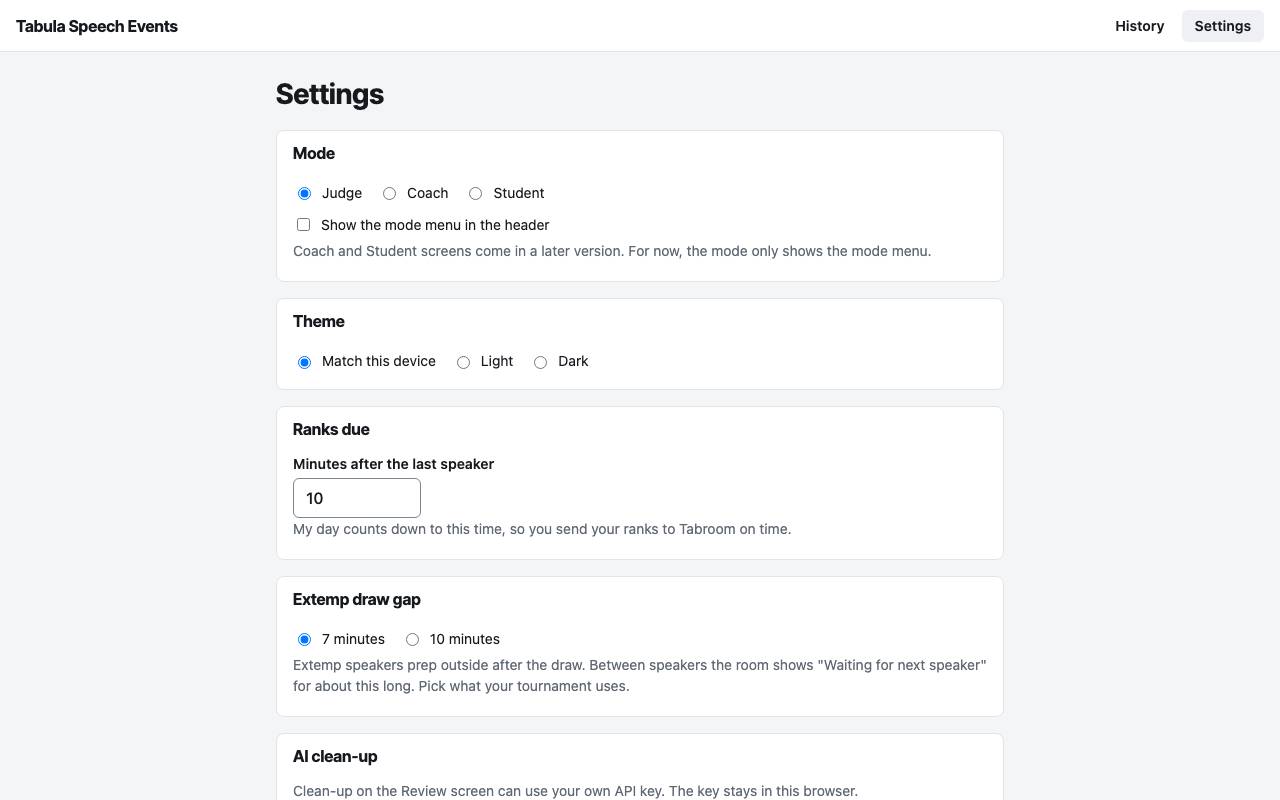 Tabula Speech Events
History
Settings
Settings
Mode
Judge
Coach
Student
Show the mode menu in the header
Coach and Student screens come in a later version. For now, the mode only shows the mode menu.
Theme
Match this device
Light
Dark
Ranks due
Minutes after the last speaker
10
My day counts down to this time, so you send your ranks to Tabroom on time.
Extemp draw gap
7 minutes
10 minutes
Extemp speakers prep outside after the draw. Between speakers the room shows "Waiting for next speaker"
for about this long. Pick what your tournament uses.
AI clean-up
Clean-up on the Review screen can use your own API key. The key stays in this browser.